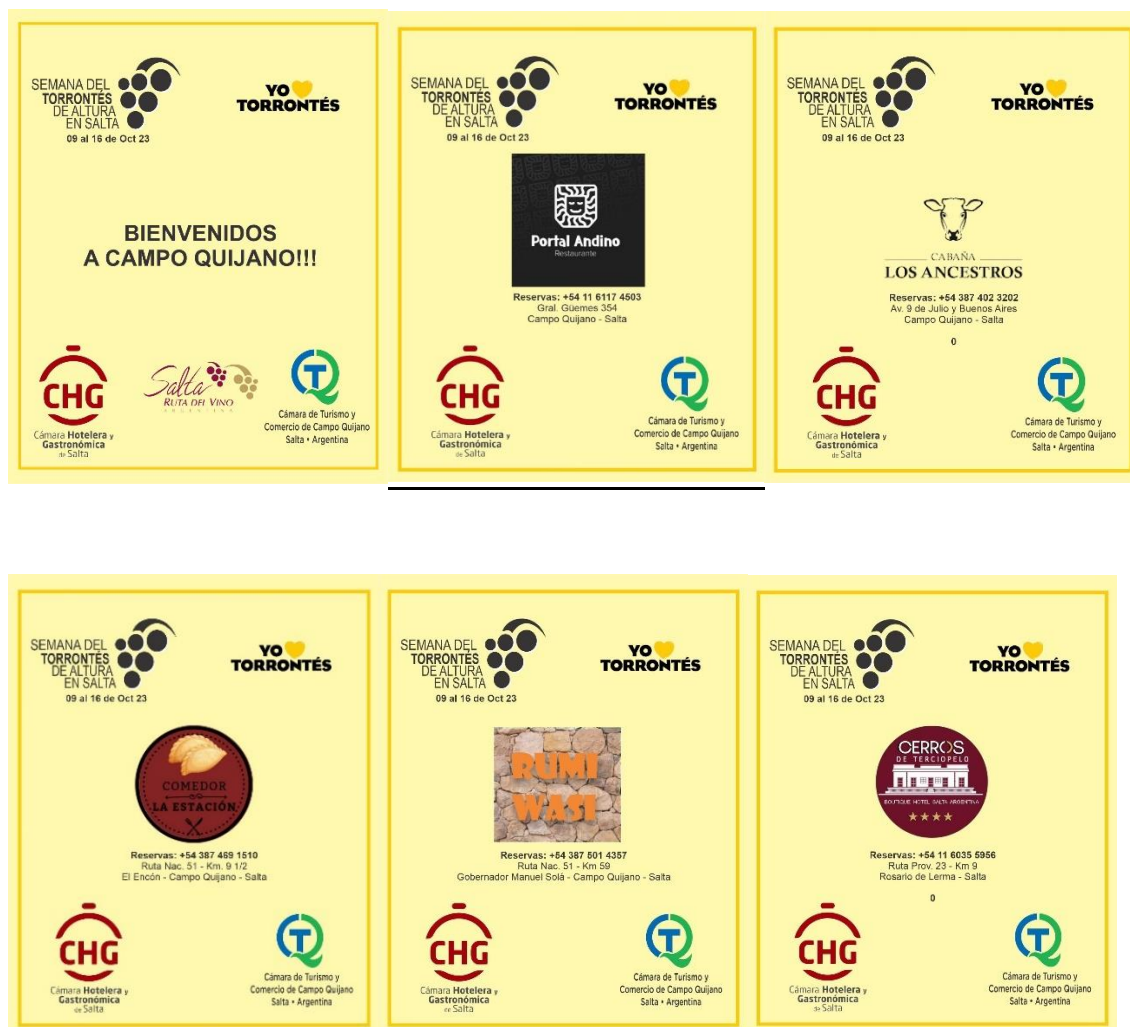 SEMANA DEL
TORRONTÉS
DE ALTURA
EN SALTA
09 al 16 de Oct 23
YO
TORRONTÉS
BIENVENIDOS
A CAMPO QUIJANO!!!
CHG
Cámara Hotelera y
Gastronómica
de Salta
Salta
RUTA DEL VINO
ARGENTINA
TQ
Cámara de Turismo y
Comercio de Campo Quijano
Salta • Argentina
SEMANA DEL
TORRONTÉS
DE ALTURA
EN SALTA
09 al 16 de Oct 23
YO
TORRONTÉS
Portal Andino
Restaurante
Reservas: +54 11 6117 4503
Gral. Güemes 354
Campo Quijano - Salta
CHG
Cámara Hotelera y
Gastronómica
de Salta
TQ
Cámara de Turismo y
Comercio de Campo Quijano
Salta • Argentina
SEMANA DEL
TORRONTÉS
DE ALTURA
EN SALTA
09 al 16 de Oct 23
YO
TORRONTÉS
CABAÑA
LOS ANCESTROS
Reservas: +54 387 402 3202
Av. 9 de Julio y Buenos Aires
Campo Quijano - Salta
0
CHG
Cámara Hotelera y
Gastronómica
de Salta
TQ
Cámara de Turismo y
Comercio de Campo Quijano
Salta • Argentina
SEMANA DEL
TORRONTÉS
DE ALTURA
EN SALTA
09 al 16 de Oct 23
YO
TORRONTÉS
COMEDOR
LA ESTACIÓN
Reservas: +54 387 469 1510
Ruta Nac. 51 - Km. 9 1/2
El Encón - Campo Quijano - Salta
CHG
Cámara Hotelera y
Gastronómica
de Salta
TQ
Cámara de Turismo y
Comercio de Campo Quijano
Salta • Argentina
SEMANA DEL
TORRONTÉS
DE ALTURA
EN SALTA
09 al 16 de Oct 23
YO
TORRONTÉS
RUMI
WASI
Reservas: +54 387 501 4357
Ruta Nac. 51 - Km 59
Gobernador Manuel Solá - Campo Quijano - Salta
CHG
Cámara Hotelera y
Gastronómica
de Salta
TQ
Cámara de Turismo y
Comercio de Campo Quijano
Salta • Argentina
SEMANA DEL
TORRONTÉS
DE ALTURA
EN SALTA
09 al 16 de Oct 23
YO
TORRONTÉS
CERROS
DE TERCIOPELO
BOUTIQUE HOTEL SALTA ARGENTINA
Reservas: +54 11 6035 5956
Ruta Prov. 23 - Km 9
Rosario de Lerma - Salta
0
CHG
Cámara Hotelera y
Gastronómica
de Salta
TQ
Cámara de Turismo y
Comercio de Campo Quijano
Salta • Argentina